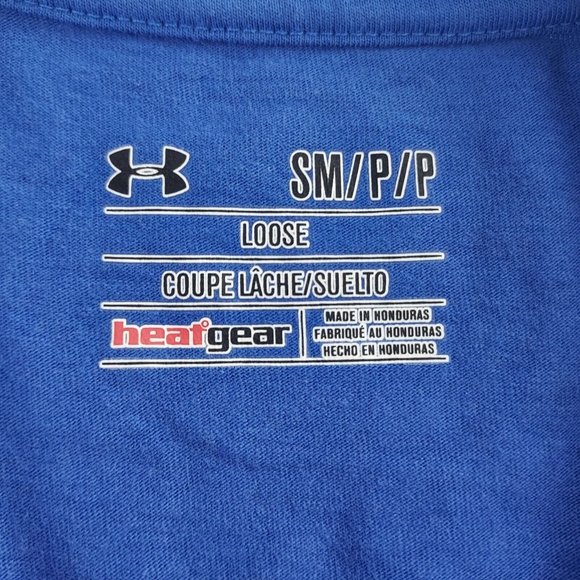 SM/P/P
LOOSE
COUPE LÂCHE/SUELTO
heatgear
MADE IN HONDURAS
FABRIQUÉ AU HONDURAS
HECHO EN HONDURAS